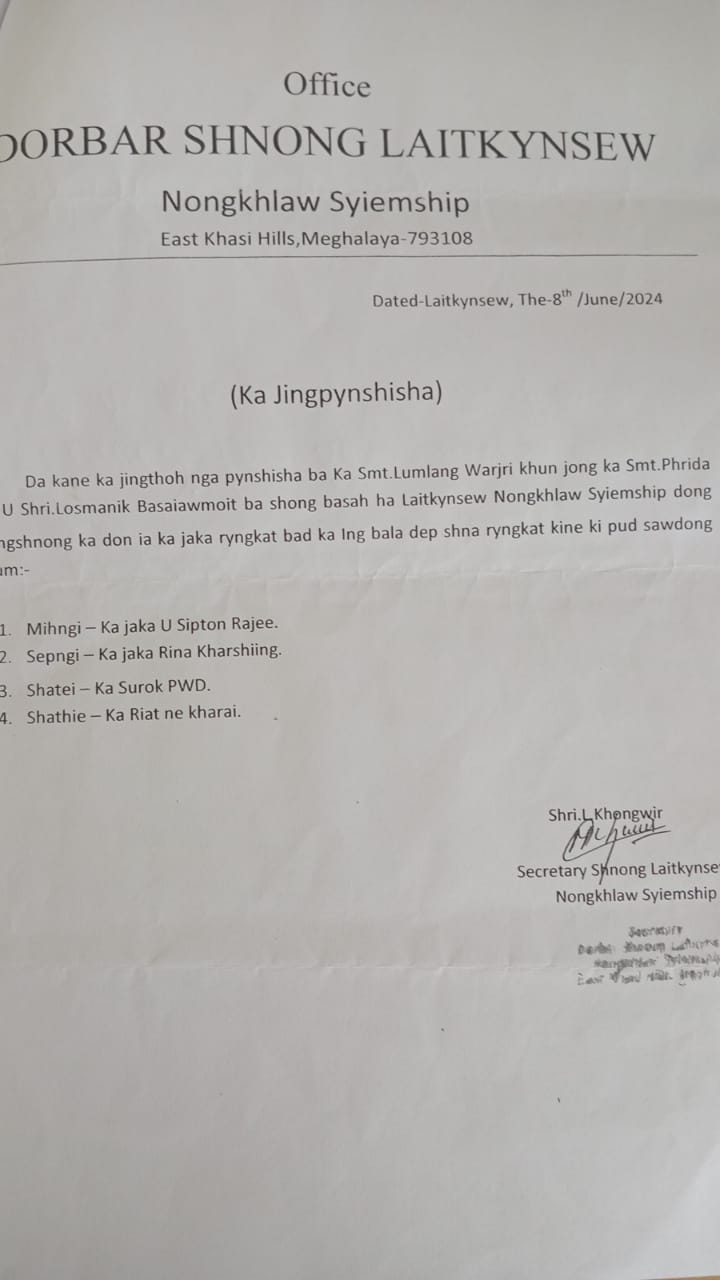 Office
DORBAR SHNONG LAITKYNSEW
Nongkhlaw Syiemship
East Khasi Hills,Meghalaya-793108
Dated-Laitkynsew, The-8th /June/2024
(Ka Jingpynshisha)
Da kane ka jingthoh nga pynshisha ba Ka Smt.Lumlang Warjri khun jong ka Smt.Phrida
U Shri.Losmanik Basaiawmoit ba shong basah ha Laitkynsew Nongkhlaw Syiemship dong
ngshnong ka don ia ka jaka ryngkat bad ka Ing bala dep shna ryngkat kine ki pud sawdong
um:-
1. Mihngi – Ka jaka U Sipton Rajee.
2. Sepngi – Ka jaka Rina Kharshiing.
3. Shatei – Ka Surok PWD.
4. Shathie – Ka Riat ne kharai.
Shri.L Khongwir
Secretary Shnong Laitkynse
Nongkhlaw Syiemship
Secretary